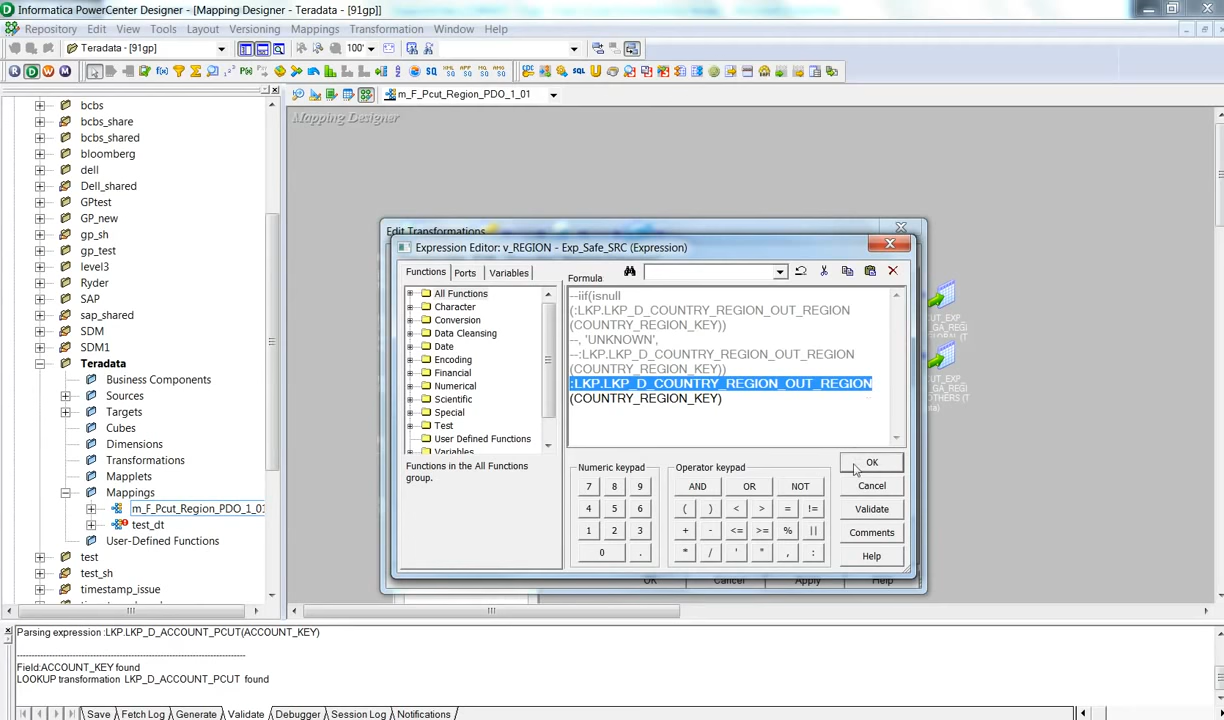 Informatica PowerCenter Designer - [Mapping Designer - Teradata - [91gp]]
Repository Edit View Tools Layout Versioning Mappings Transformation Window Help
Teradata - [91gp] 100%
m_F_Pcut_Region_PDO_1_01
Mapping Designer
bcbs
bcbs_share
bcbs_shared
bloomberg
dell
Dell_shared
GPtest
GP_new
gp_sh
gp_test
level3
Ryder
SAP
sap_shared
SDM
SDM1
Teradata
Business Components
Sources
Targets
Cubes
Dimensions
Transformations
Mapplets
Mappings
m_F_Pcut_Region_PDO_1_01
test_dt
User-Defined Functions
test
test_sh
timestamp_issue
Edit Transformations
Expression Editor: v_REGION - Exp_Safe_SRC (Expression)
Functions Ports Variables
Formula
All Functions
Character
Conversion
Data Cleansing
Date
Encoding
Financial
Numerical
Scientific
Special
Test
User Defined Functions
Variables
Functions in the All Functions
group.
--iif(isnull
(:LKP.LKP_D_COUNTRY_REGION_OUT_REGION
(COUNTRY_REGION_KEY))
--, 'UNKNOWN',
--:LKP.LKP_D_COUNTRY_REGION_OUT_REGION
(COUNTRY_REGION_KEY))
:LKP.LKP_D_COUNTRY_REGION_OUT_REGION
(COUNTRY_REGION_KEY)
Numeric keypad
7 8 9
4 5 6
1 2 3
0 .
Operator keypad
AND OR NOT
( ) < > = !=
+ - <= >= % ||
* / ' " , :
OK
Cancel
Validate
Comments
Help
OK Cancel Apply Help
CUT_EXP_
GA_REGI
CUT_EXP_
GA_REGI
OTHERS (T
Parsing expression :LKP.LKP_D_ACCOUNT_PCUT(ACCOUNT_KEY)
Field:ACCOUNT_KEY found
LOOKUP transformation LKP_D_ACCOUNT_PCUT found
Save Fetch Log Generate Validate Debugger Session Log Notifications